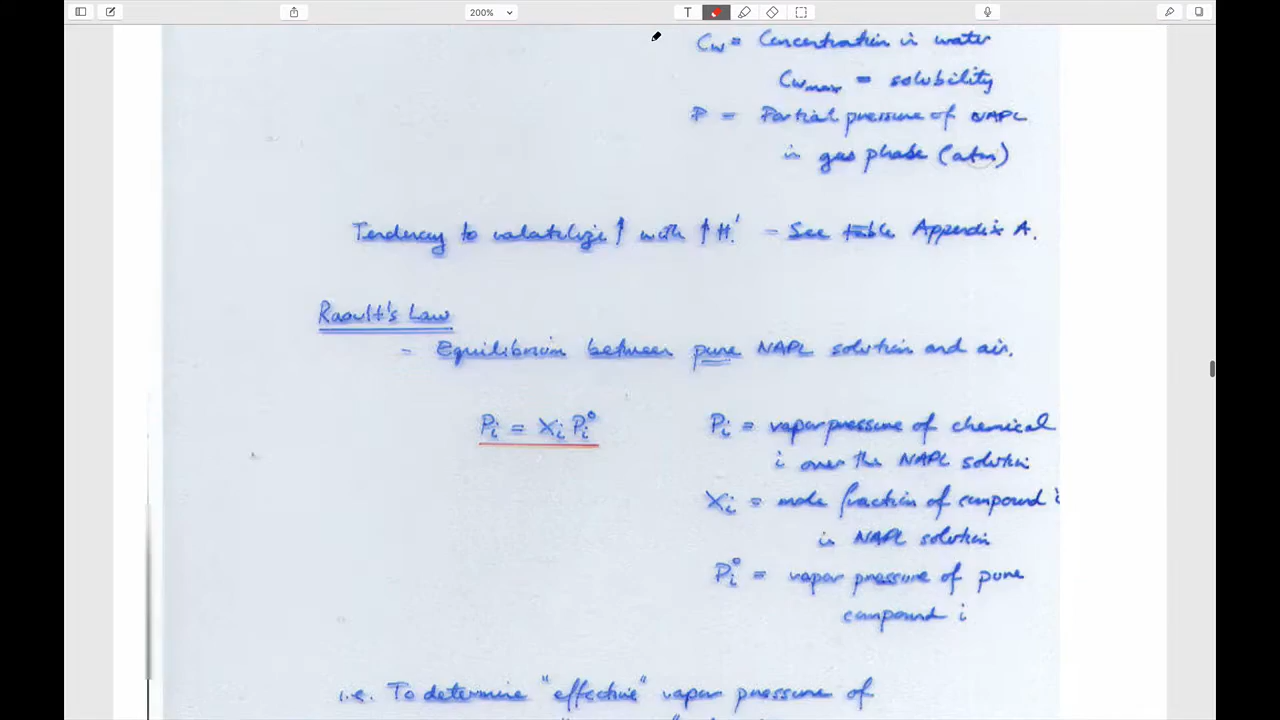 200%
T
Cw = Concentration in water
Cwmax = solubility
P = Partial pressure of NAPL
in gas phase (atm)
Tendency to volatilize ↑ with ↑ H' - See table Appendix A.
Raoult's Law
- Equilibrium between pure NAPL solution and air.
Pi = Xi Pi°
Pi = vapor pressure of chemical
i over the NAPL solution
Xi = mole fraction of compound i
in NAPL solution
Pi° = vapor pressure of pure
compound i
i.e. To determine "effective" vapor pressure of